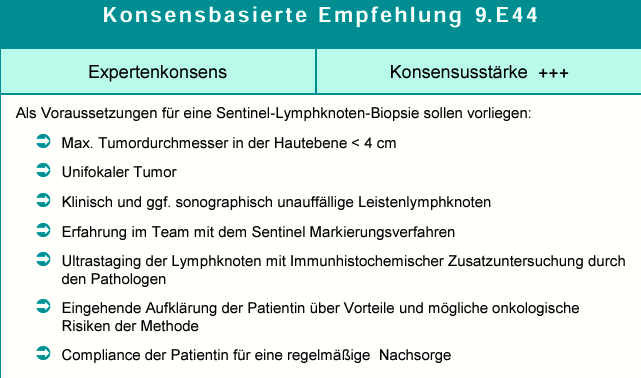 Konsensbasierte Empfehlung 9.E44
Expertenkonsens
Konsensusstärke +++
Als Voraussetzungen für eine Sentinel-Lymphknoten-Biopsie sollen vorliegen:
Max. Tumordurchmesser in der Hautebene < 4 cm
Unifokaler Tumor
Klinisch und ggf. sonographisch unauffällige Leistenlymphknoten
Erfahrung im Team mit dem Sentinel Markierungsverfahren
Ultrastaging der Lymphknoten mit Immunhistochemischer Zusatzuntersuchung durch
den Pathologen
Eingehende Aufklärung der Patientin über Vorteile und mögliche onkologische
Risiken der Methode
Compliance der Patientin für eine regelmäßige Nachsorge